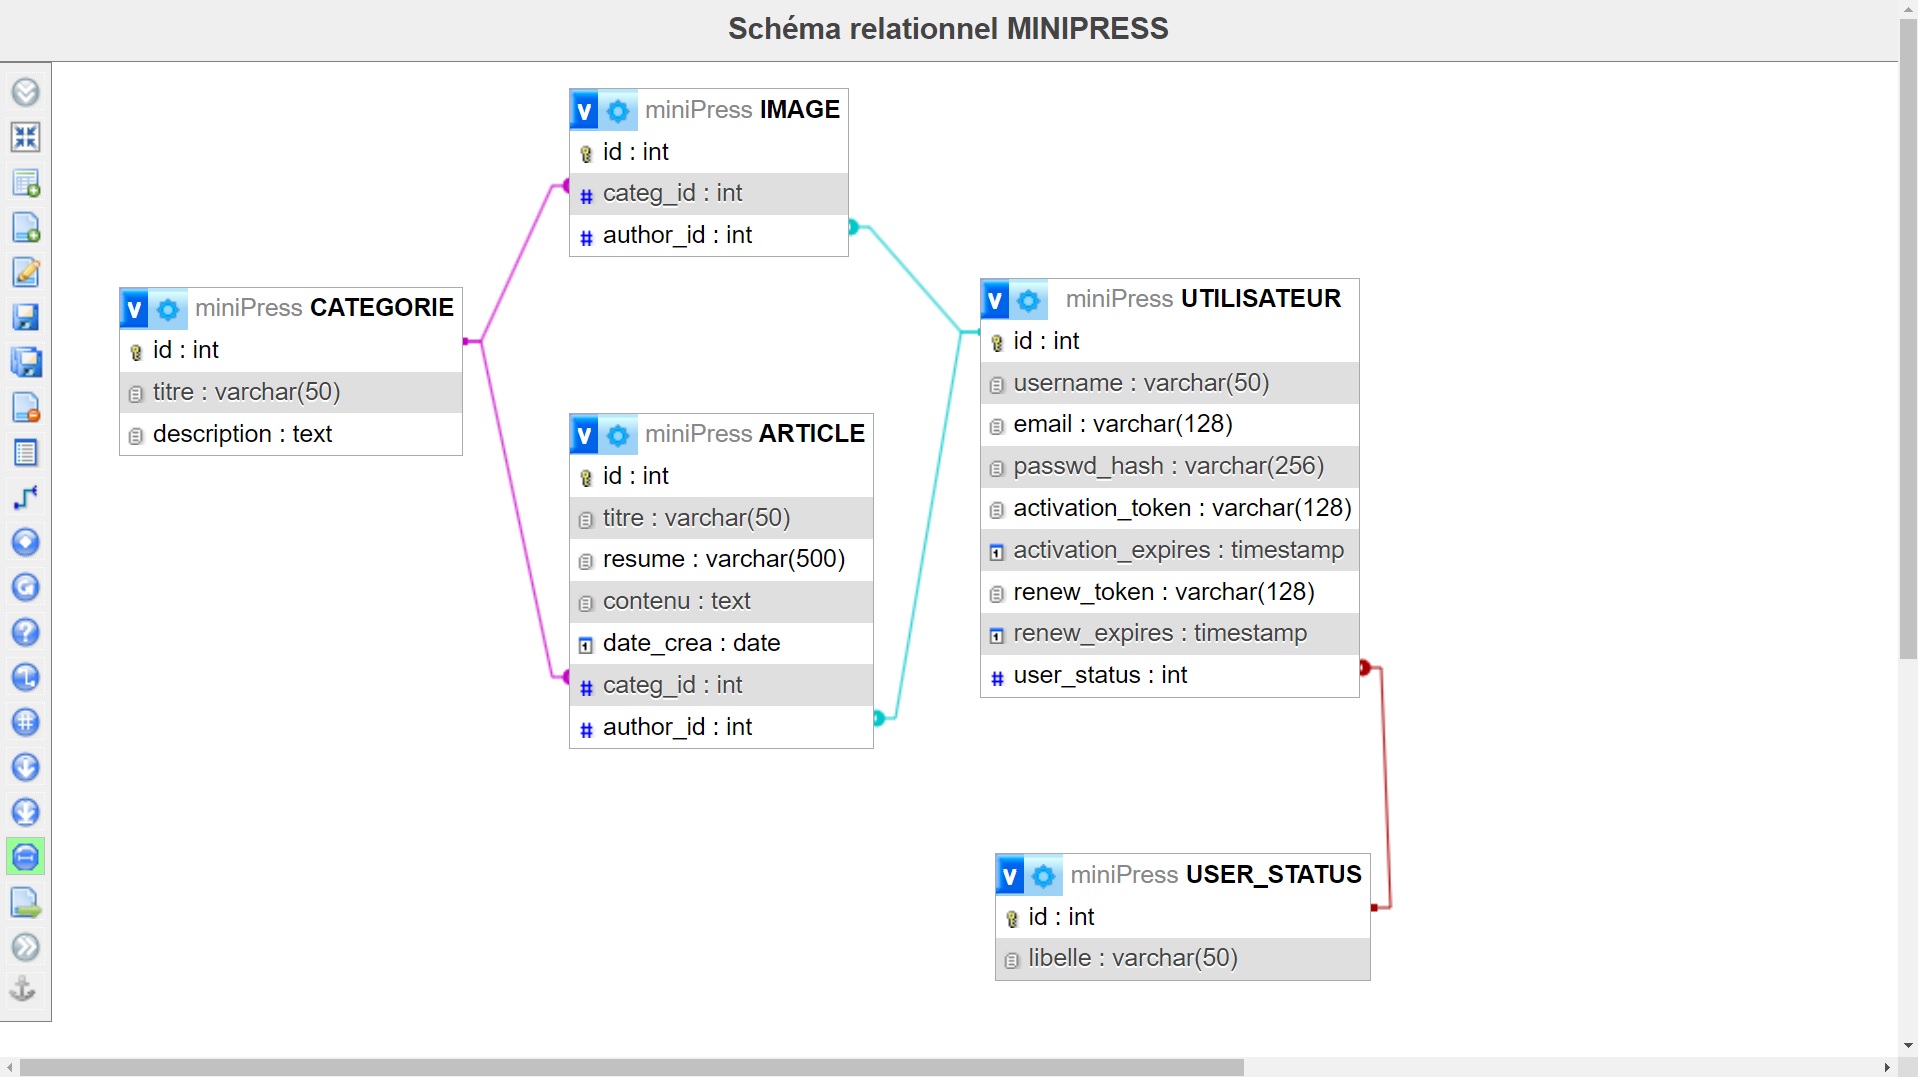 Schéma relationnel MINIPRESS
v miniPress IMAGE
id : int
# categ_id : int
# author_id : int
v miniPress CATEGORIE
id : int
titre : varchar(50)
description : text
v miniPress ARTICLE
id : int
titre : varchar(50)
resume : varchar(500)
contenu : text
date_crea : date
# categ_id : int
# author_id : int
v miniPress UTILISATEUR
id : int
username : varchar(50)
email : varchar(128)
passwd_hash : varchar(256)
activation_token : varchar(128)
activation_expires : timestamp
renew_token : varchar(128)
renew_expires : timestamp
# user_status : int
v miniPress USER_STATUS
id : int
libelle : varchar(50)